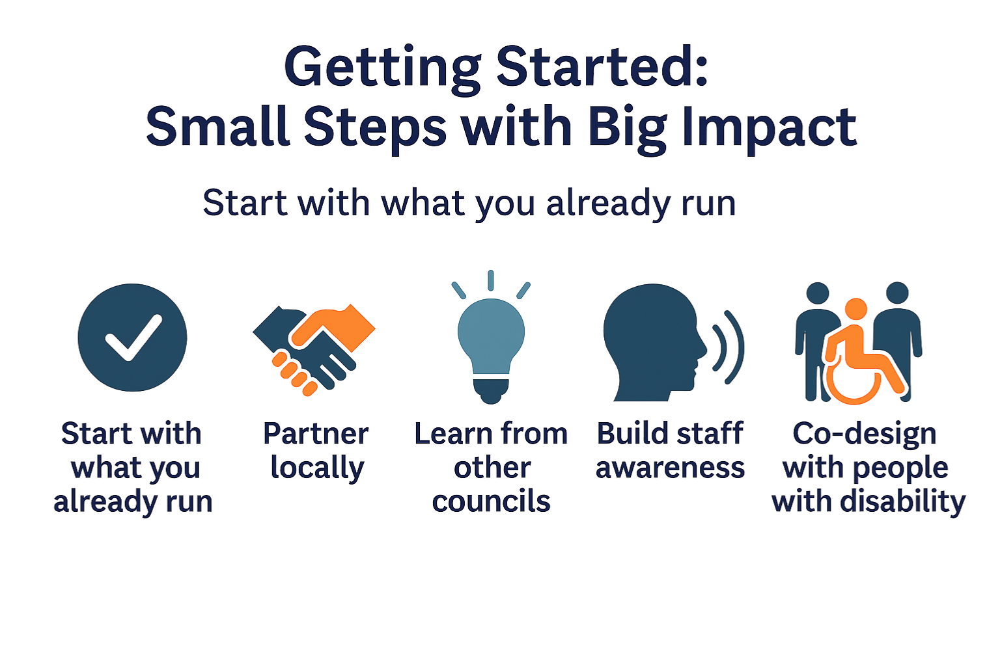 Getting Started:
Small Steps with Big Impact
Start with what you already run
Start with
what you
already run
Partner
locally
Learn from
other
councils
Build staff
awareness
Co-design
with people
with disability